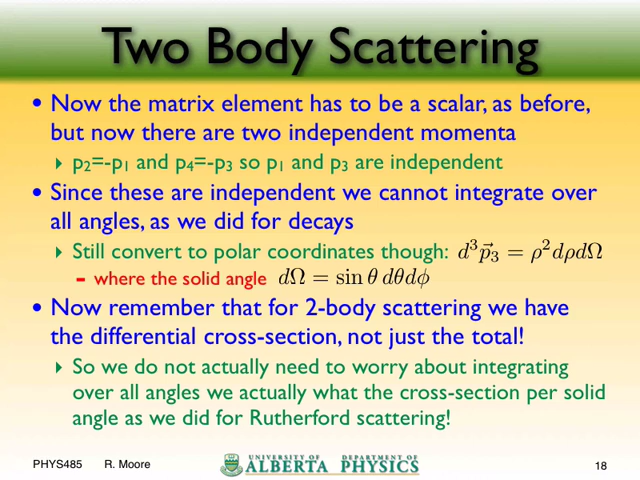 Two Body Scattering
• Now the matrix element has to be a scalar, as before,
but now there are two independent momenta
‣ p₂=-p₁ and p₄=-p₃ so p₁ and p₃ are independent
• Since these are independent we cannot integrate over
all angles, as we did for decays
‣ Still convert to polar coordinates though: d³p⃗₃ = ρ²dρdΩ
- where the solid angle dΩ = sin θ dθdϕ
• Now remember that for 2-body scattering we have
the differential cross-section, not just the total!
‣ So we do not actually need to worry about integrating
over all angles we actually what the cross-section per solid
angle as we did for Rutherford scattering!
PHYS485 R. Moore
UNIVERSITY OF DEPARTMENT OF
ALBERTA PHYSICS
18